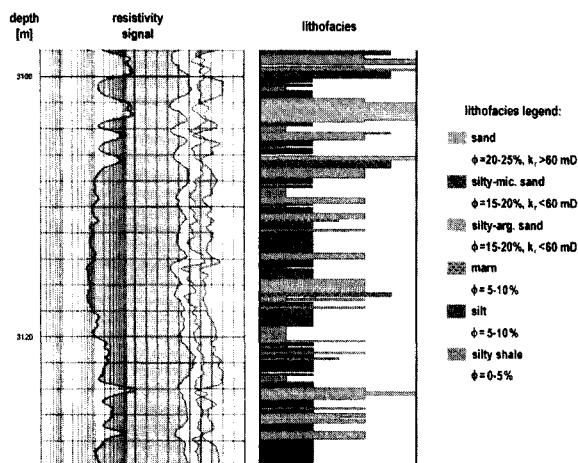 depth
[m]
resistivity
signal
lithofacies
3100
3120
lithofacies legend:
sand
ϕ=20-25%, k, >60 mD
silty-mic. sand
ϕ=15-20%, k, <60 mD
silty-arg. sand
ϕ=15-20%, k, <60 mD
marn
ϕ= 5-10%
silt
ϕ= 5-10%
silty shale
ϕ=0-5%